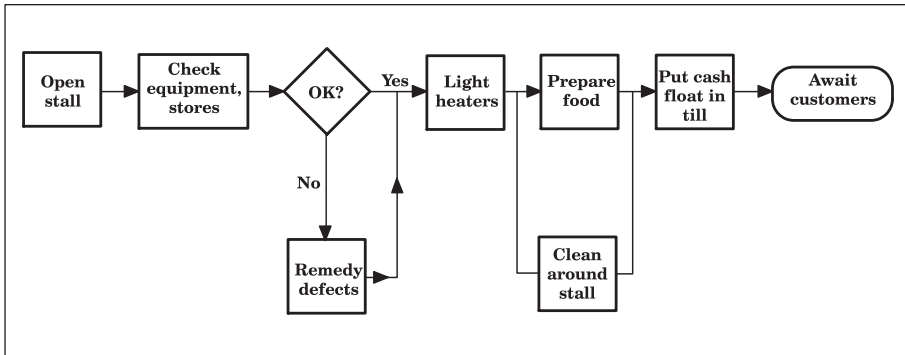 Open
stall
Check
equipment,
stores
OK?
Yes
No
Remedy
defects
Light
heaters
Prepare
food
Clean
around
stall
Put cash
float in
till
Await
customers